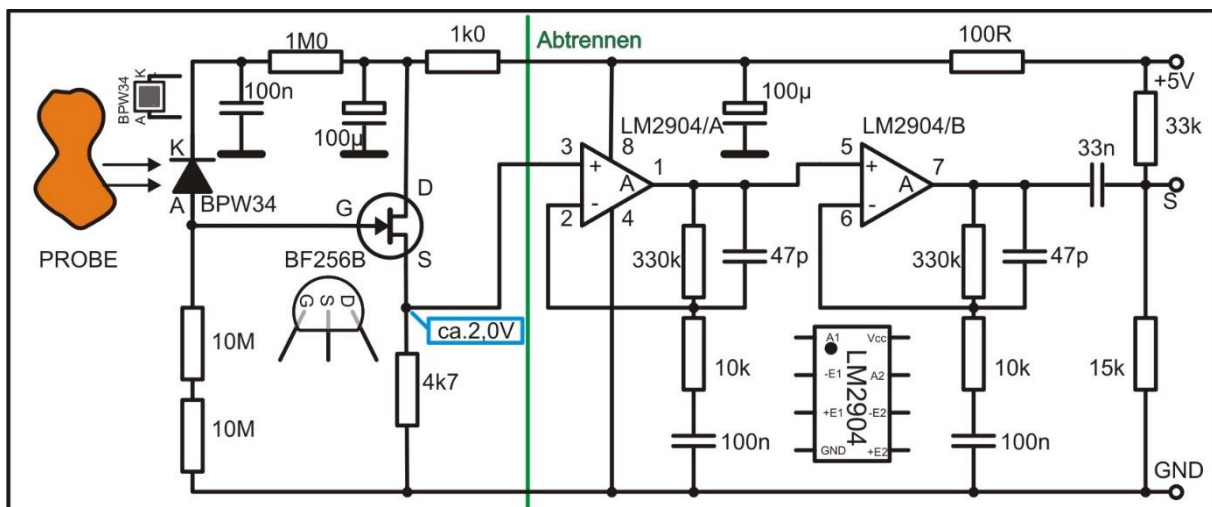 1M0
1k0
Abtrennen
100R
+5V
K
A
BPW34
100n
100µ
100µ
LM2904/A
LM2904/B
33n
33k
3
+
8
1
A
2
-
4
5
+
7
A
6
-
S
K
A
BPW34
G
D
S
PROBE
BF256B
G
S
D
330k
47p
330k
47p
ca.2,0V
10M
4k7
10k
A1
Vcc
-E1
A2
LM2904
+E1
-E2
GND
+E2
10k
15k
10M
100n
100n
GND